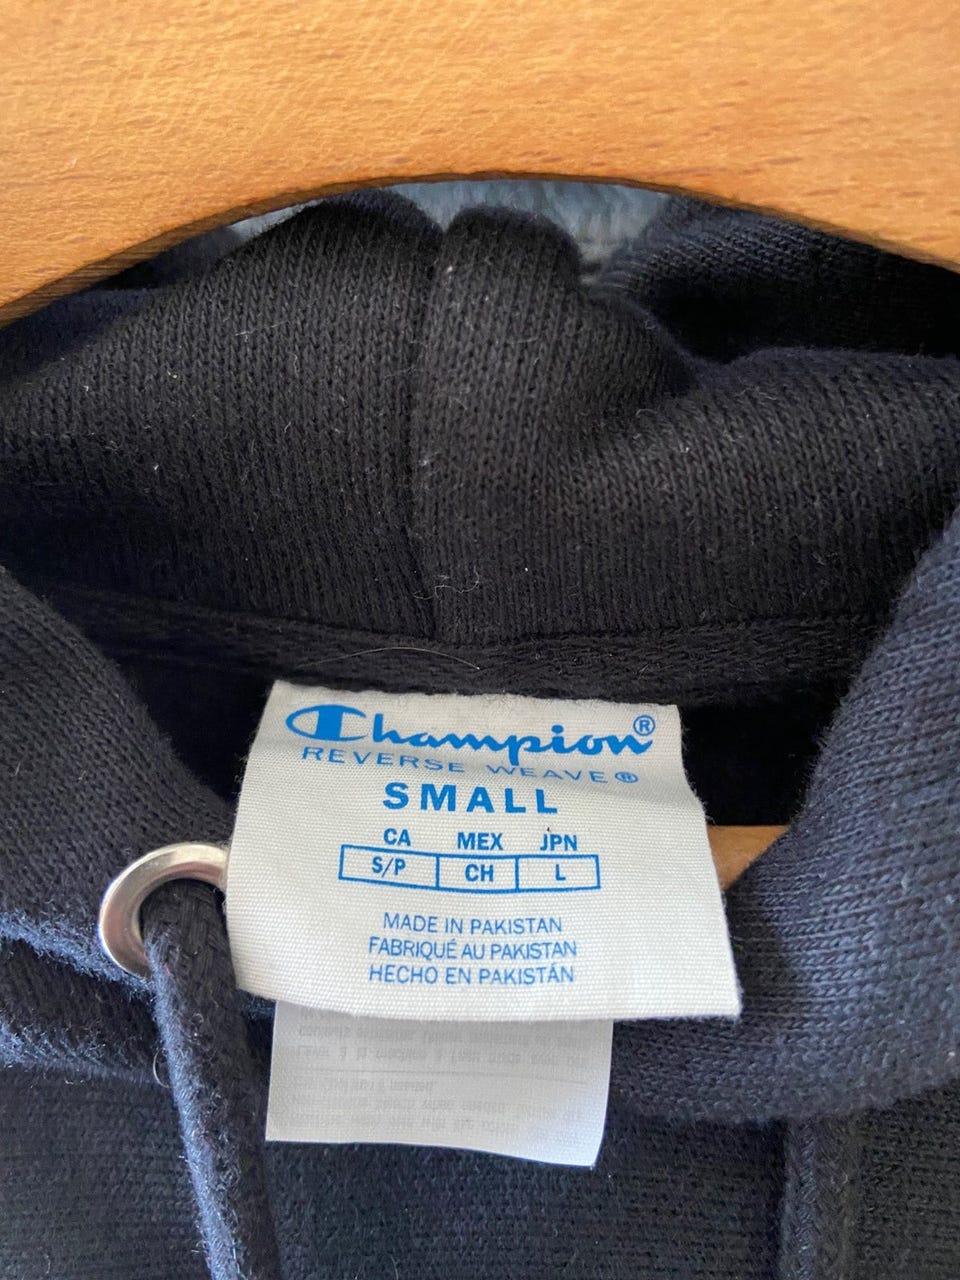 Champion®
REVERSE WEAVE®
SMALL
CA MEX JPN
S/P CH L
MADE IN PAKISTAN
FABRIQUÉ AU PAKISTAN
HECHO EN PAKISTÁN